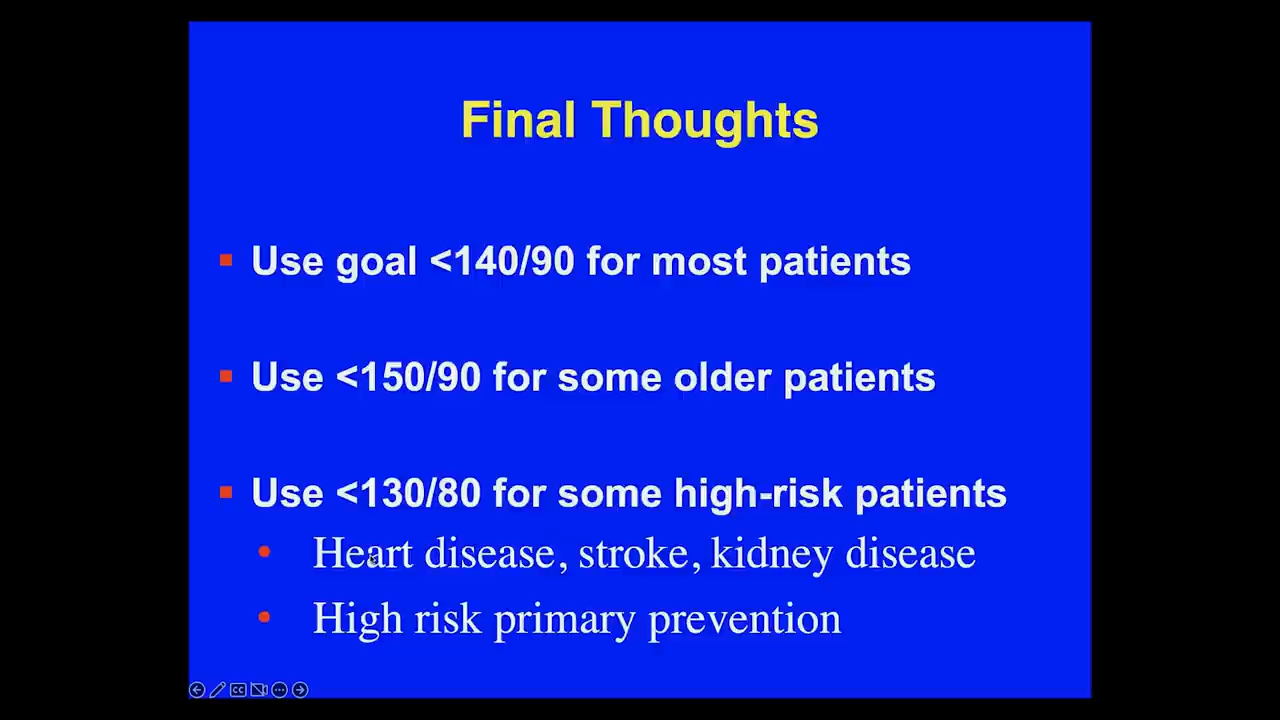 Final Thoughts
Use goal <140/90 for most patients
Use <150/90 for some older patients
Use <130/80 for some high-risk patients
Heart disease, stroke, kidney disease
High risk primary prevention
CC